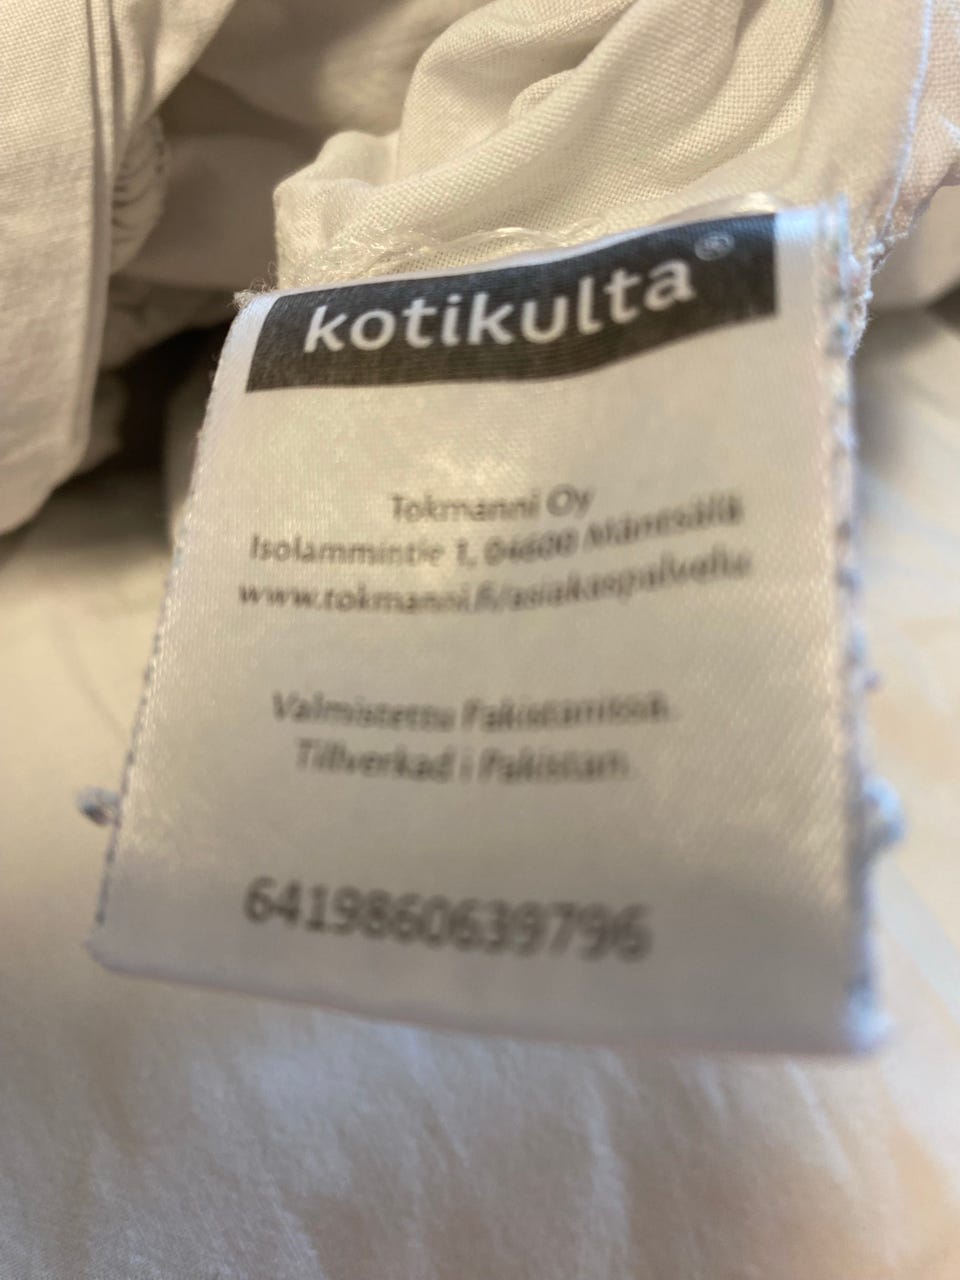 kotikulta®
Tokmanni Oy
Isolammintie 1, 04600 Mäntsälä
www.tokmanni.fi/asiakaspalvelu
Valmistettu Pakistanissa.
Tillverkad i Pakistan.
6419860639796